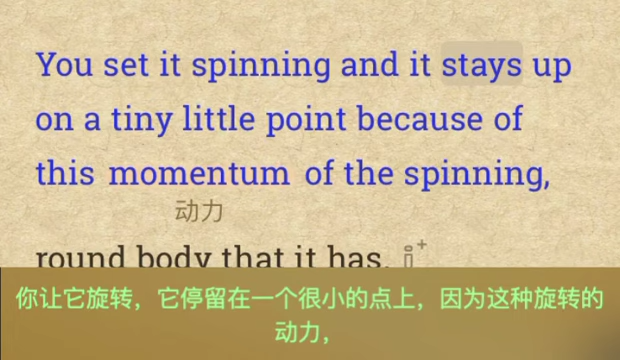 You set it spinning and it stays up
on a tiny little point because of
this momentum of the spinning,
动力
round body that it has.
你让它旋转，它停留在一个很小的点上，因为这种旋转的
动力，